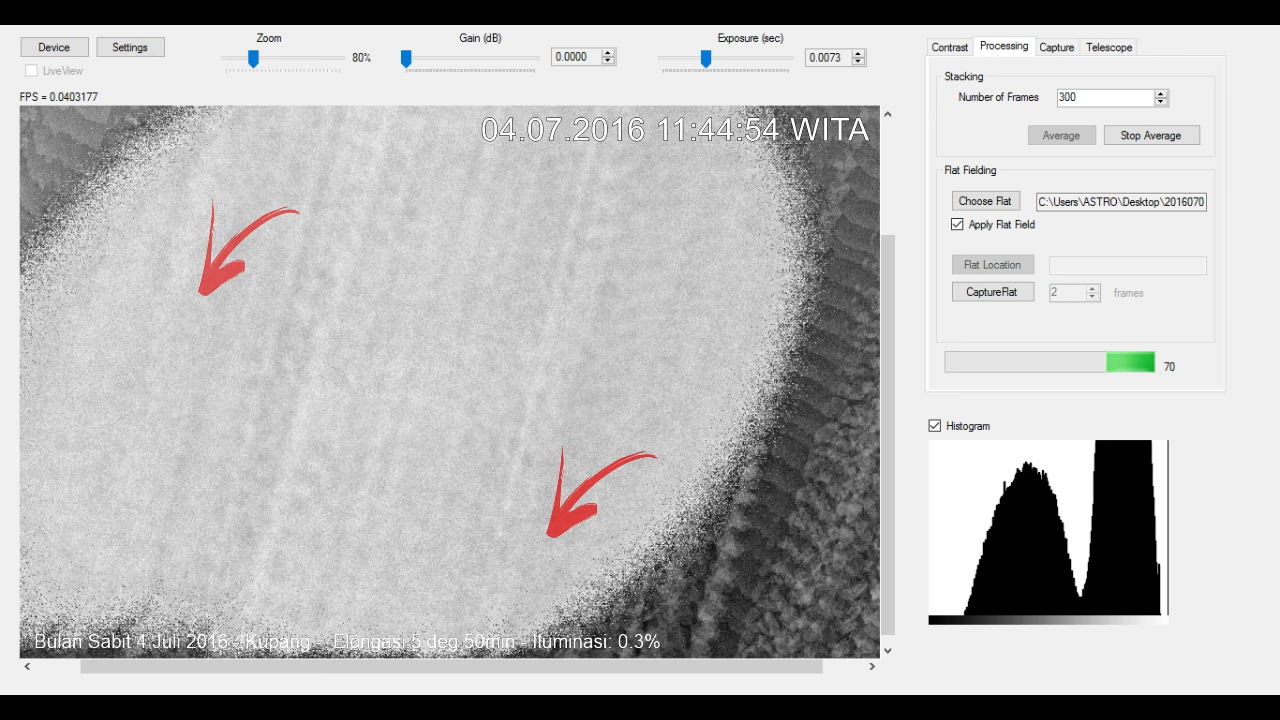 Device
Settings
Zoom
80%
Gain (dB)
0.0000
Exposure (sec)
0.0073
LiveView
FPS = 0.0403177
04.07.2016 11:44:54 WITA
Bulan Sabit 4 Juli 2016 - Kupang - Elongasi:5 deg 50min - Iluminasi: 0.3%
Contrast
Processing
Capture
Telescope
Stacking
Number of Frames
300
Average
Stop Average
Flat Fielding
Choose Flat
C:\Users\ASTRO\Desktop\2016070
Apply Flat Field
Flat Location
CaptureFlat
2
frames
70
Histogram